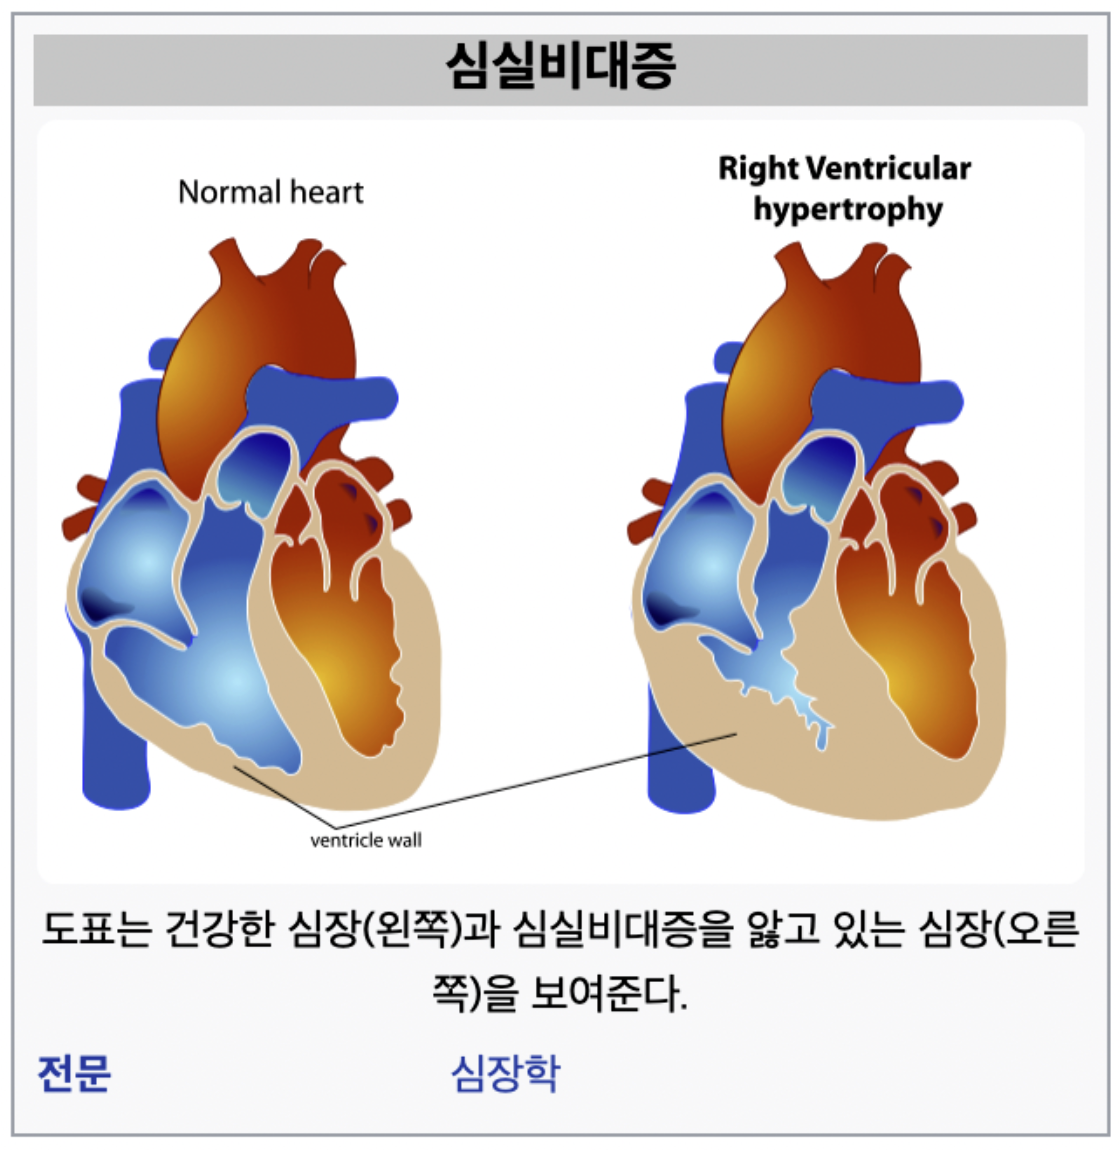 심실비대증
Normal heart
Right Ventricular
hypertrophy
ventricle wall
도표는 건강한 심장(왼쪽)과 심실비대증을 앓고 있는 심장(오른
쪽)을 보여준다.
전문 심장학